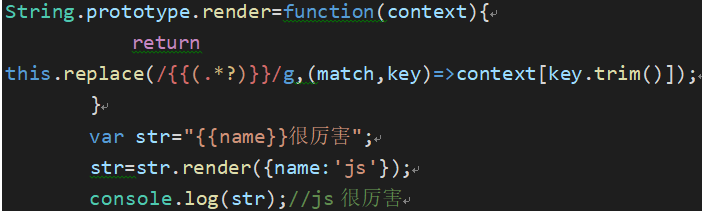 String.prototype.render=function(context){
return
this.replace(/{{(.*?)}}/g,(match,key)=>context[key.trim()]);
}
var str="{{name}}很厉害";
str=str.render({name:'js'});
console.log(str);//js 很厉害